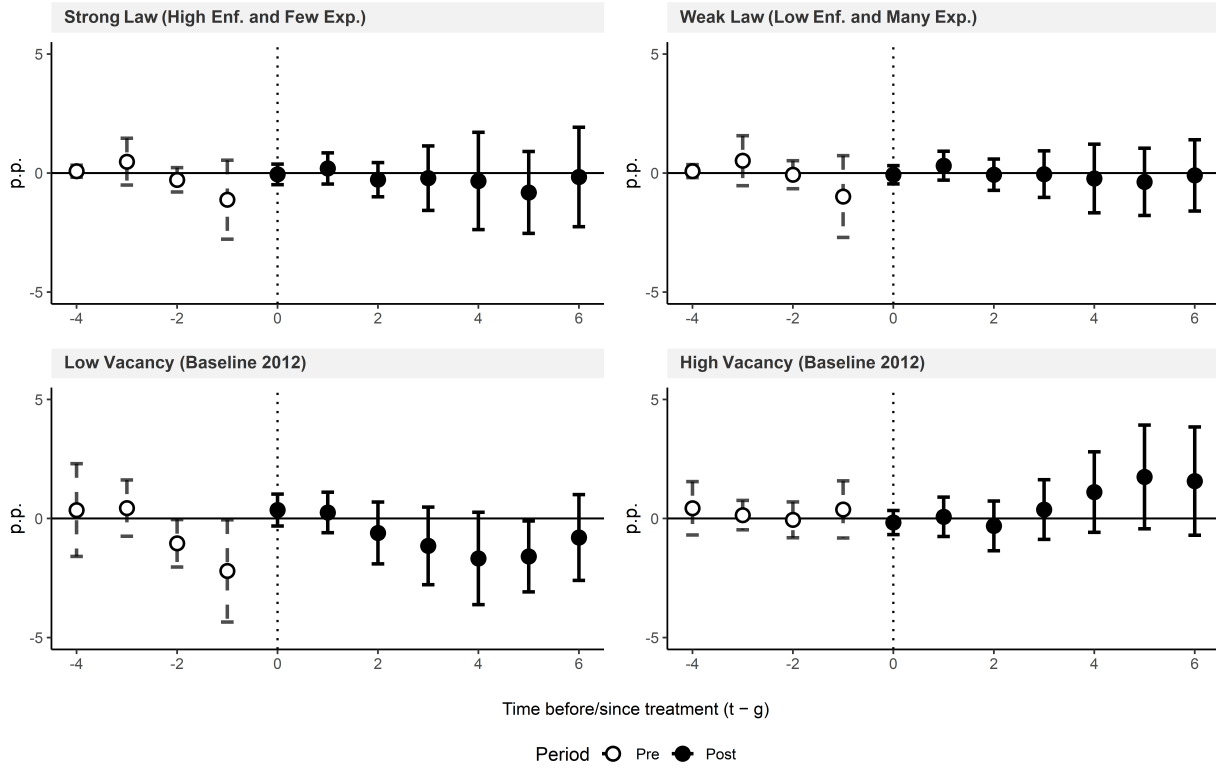 Strong Law (High Enf. and Few Exp.)
Weak Law (Low Enf. and Many Exp.)
p.p.
5
0
-5
-4 -2 0 2 4 6
p.p.
5
0
-5
-4 -2 0 2 4 6
Low Vacancy (Baseline 2012)
High Vacancy (Baseline 2012)
p.p.
5
0
-5
-4 -2 0 2 4 6
p.p.
5
0
-5
-4 -2 0 2 4 6
Time before/since treatment (t − g)
Period Pre Post